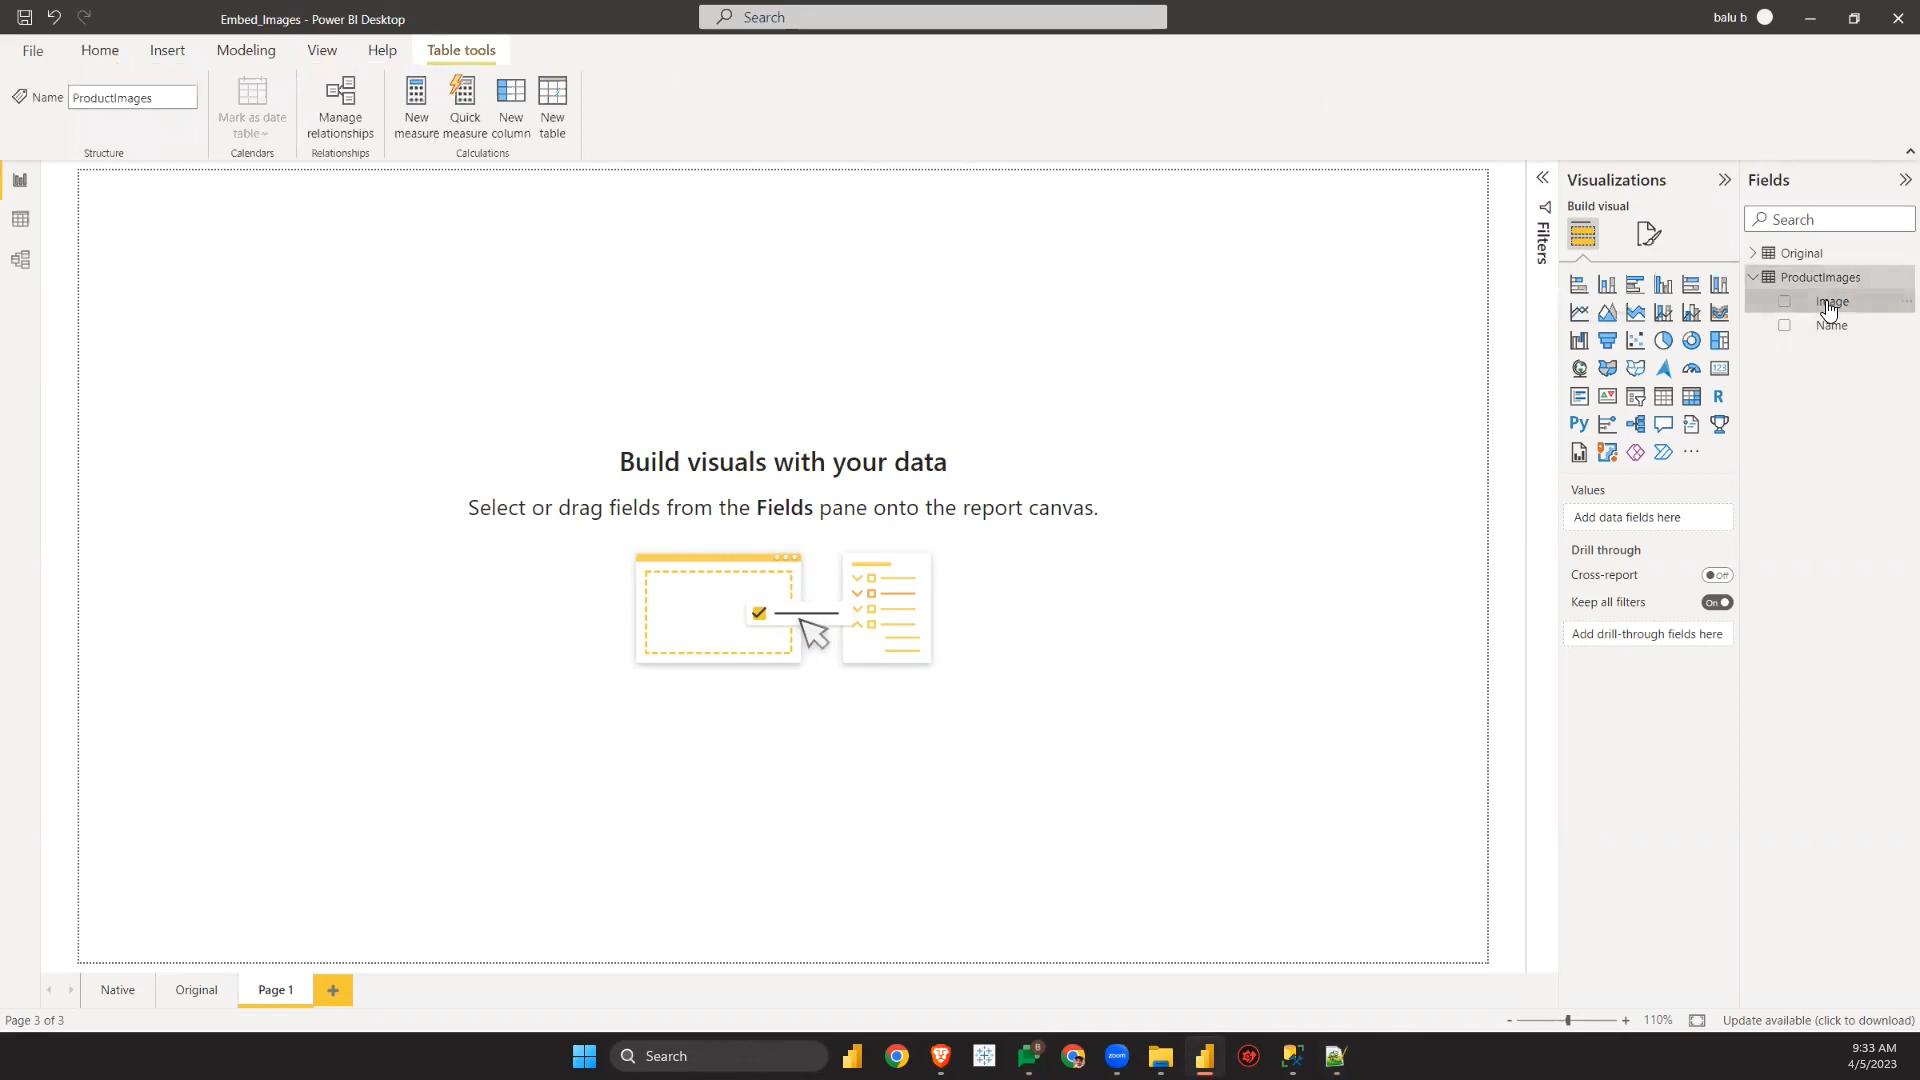 Embed_Images - Power BI Desktop
Search
balu b
File
Home
Insert
Modeling
View
Help
Table tools
Name
ProductImages
Mark as date
table
Manage
relationships
New
measure
Quick
measure
New
column
New
table
Structure
Calendars
Relationships
Calculations
Filters
Visualizations
Build visual
Fields
Search
Original
ProductImages
Image
Name
123
R
Py
Values
Add data fields here
Drill through
Cross-report
Off
Keep all filters
On
Add drill-through fields here
Build visuals with your data
Select or drag fields from the Fields pane onto the report canvas.
Native
Original
Page 1
Page 3 of 3
110%
Update available (click to download)
Search
B
zoom
9:33 AM
4/5/2023